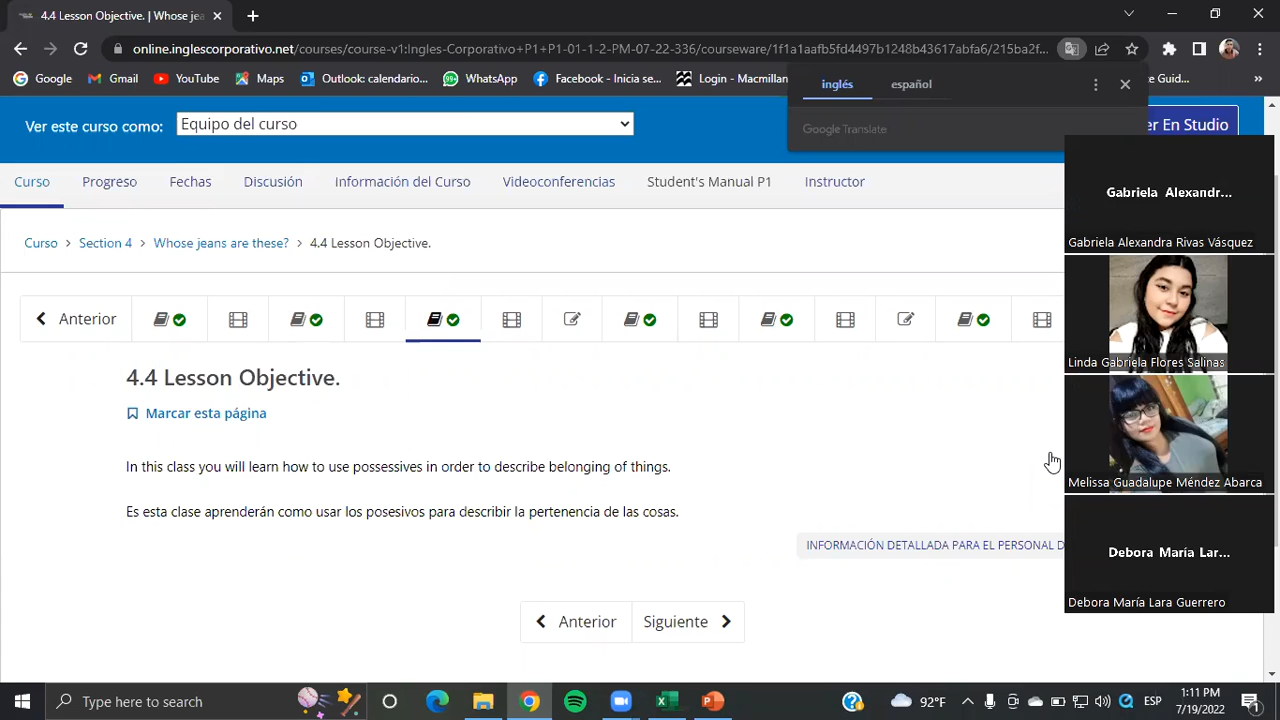 4.4 Lesson Objective. | Whose je
online.inglescorporativo.net/courses/course-v1:Ingles-Corporativo+P1+P1-01-1-2-PM-07-22-336/courseware/1f1a1aafb5fd4497b1248b43617abfa6/215ba2f...
Google
Gmail
YouTube
Maps
Outlook: calendario...
WhatsApp
Facebook - Inicia se...
Login - Macmillan
e Guid...
inglés
español
Google Translate
Ver este curso como:
Equipo del curso
er En Studio
Curso
Progreso
Fechas
Discusión
Información del Curso
Videoconferencias
Student's Manual P1
Instructor
Curso > Section 4 > Whose jeans are these? > 4.4 Lesson Objective.
Anterior
4.4 Lesson Objective.
Marcar esta página
In this class you will learn how to use possessives in order to describe belonging of things.
Es esta clase aprenderán como usar los posesivos para describir la pertenencia de las cosas.
INFORMACIÓN DETALLADA PARA EL PERSONAL D
Anterior
Siguiente
Gabriela Alexandr...
Gabriela Alexandra Rivas Vásquez
Linda Gabriela Flores Salinas
Melissa Guadalupe Méndez Abarca
Debora María Lar...
Debora María Lara Guerrero
Type here to search
99+
92°F
ESP
1:11 PM
7/19/2022
1